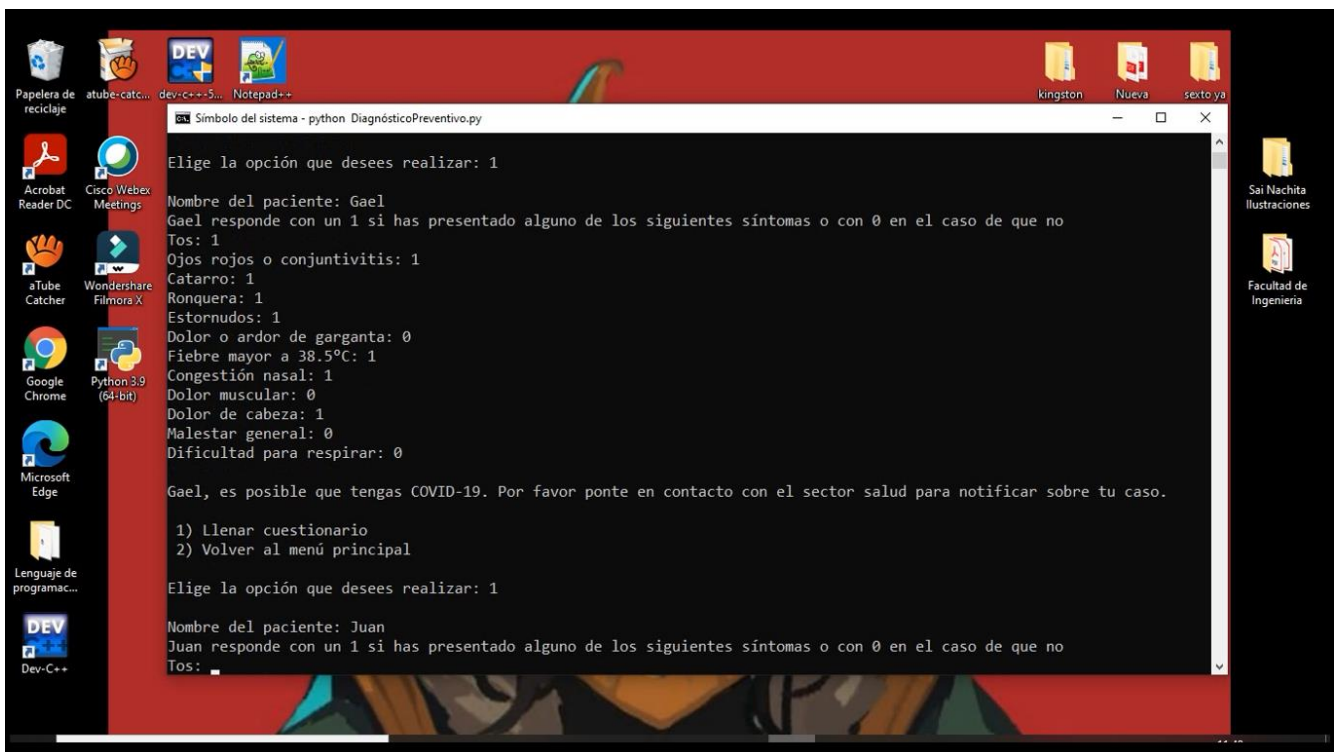 Papelera de reciclaje
atube-catc...
DEV
dev-c++-5...
Notepad++
kingston
Nueva
sexto ya
Símbolo del sistema - python DiagnósticoPreventivo.py
Elige la opción que desees realizar: 1
Nombre del paciente: Gael
Gael responde con un 1 si has presentado alguno de los siguientes síntomas o con 0 en el caso de que no
Tos: 1
Ojos rojos o conjuntivitis: 1
Catarro: 1
Ronquera: 1
Estornudos: 1
Dolor o ardor de garganta: 0
Fiebre mayor a 38.5ºC: 1
Congestión nasal: 1
Dolor muscular: 0
Dolor de cabeza: 1
Malestar general: 0
Dificultad para respirar: 0
Gael, es posible que tengas COVID-19. Por favor ponte en contacto con el sector salud para notificar sobre tu caso.
1) Llenar cuestionario
2) Volver al menú principal
Elige la opción que desees realizar: 1
Nombre del paciente: Juan
Juan responde con un 1 si has presentado alguno de los siguientes síntomas o con 0 en el caso de que no
Tos:
Acrobat Reader DC
Cisco Webex Meetings
aTube Catcher
Wondershare Filmora X
Google Chrome
Python 3.9 (64-bit)
Microsoft Edge
Lenguaje de programac...
DEV
Dev-C++
Sai Nachita Ilustraciones
Facultad de Ingenieria